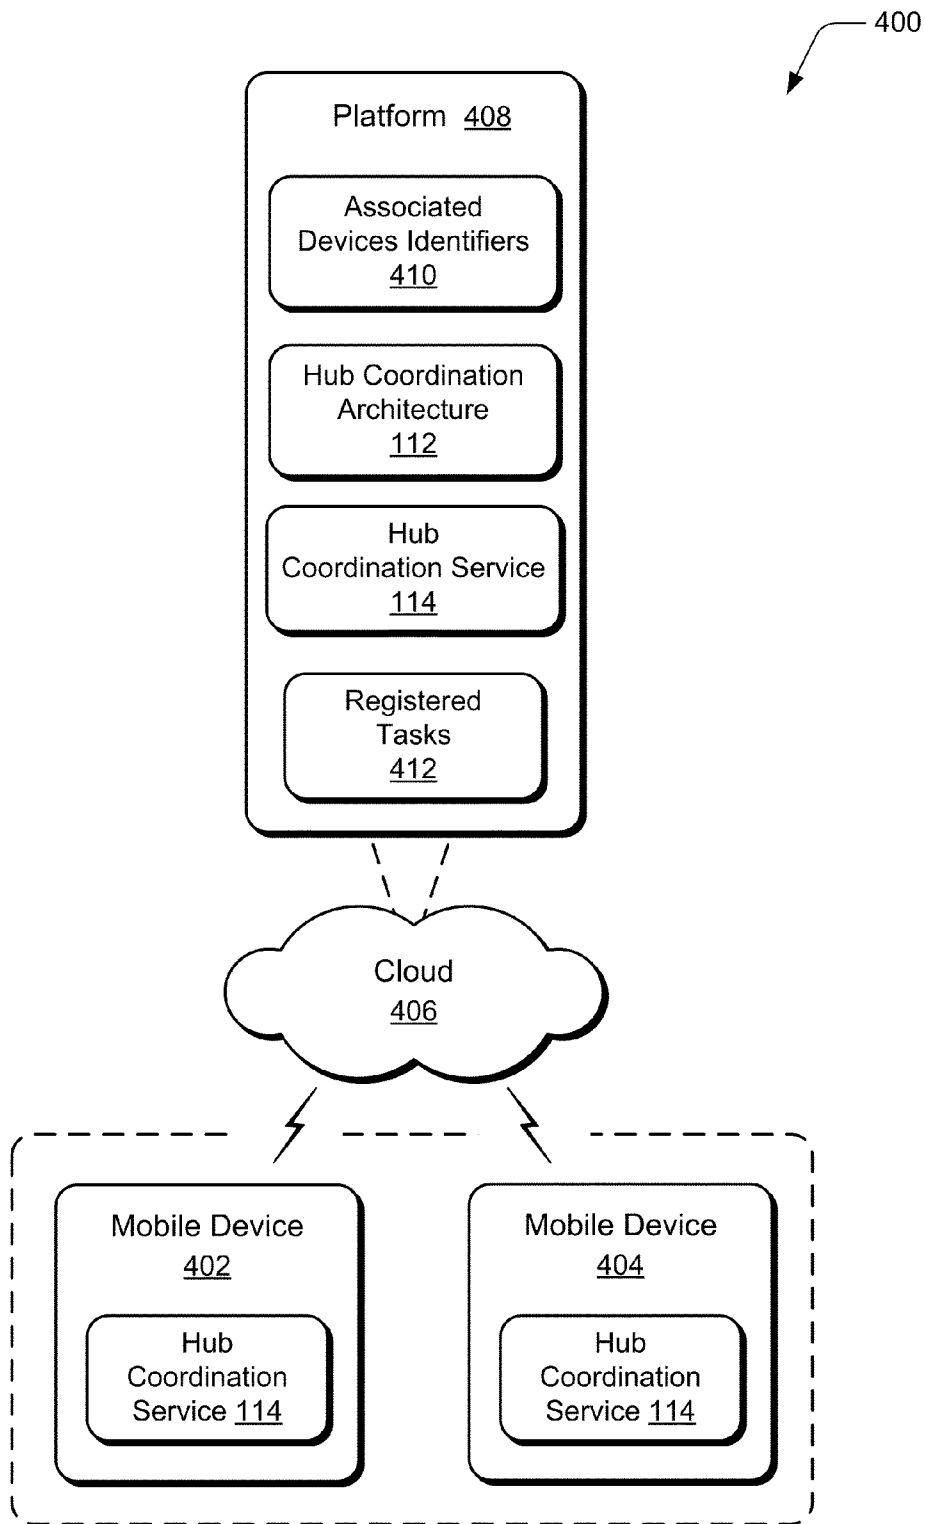 400
Platform 408
Associated
Devices Identifiers
410
Hub Coordination
Architecture
112
Hub
Coordination Service
114
Registered
Tasks
412
Cloud
406
Mobile Device
402
Hub
Coordination
Service 114
Mobile Device
404
Hub
Coordination
Service 114